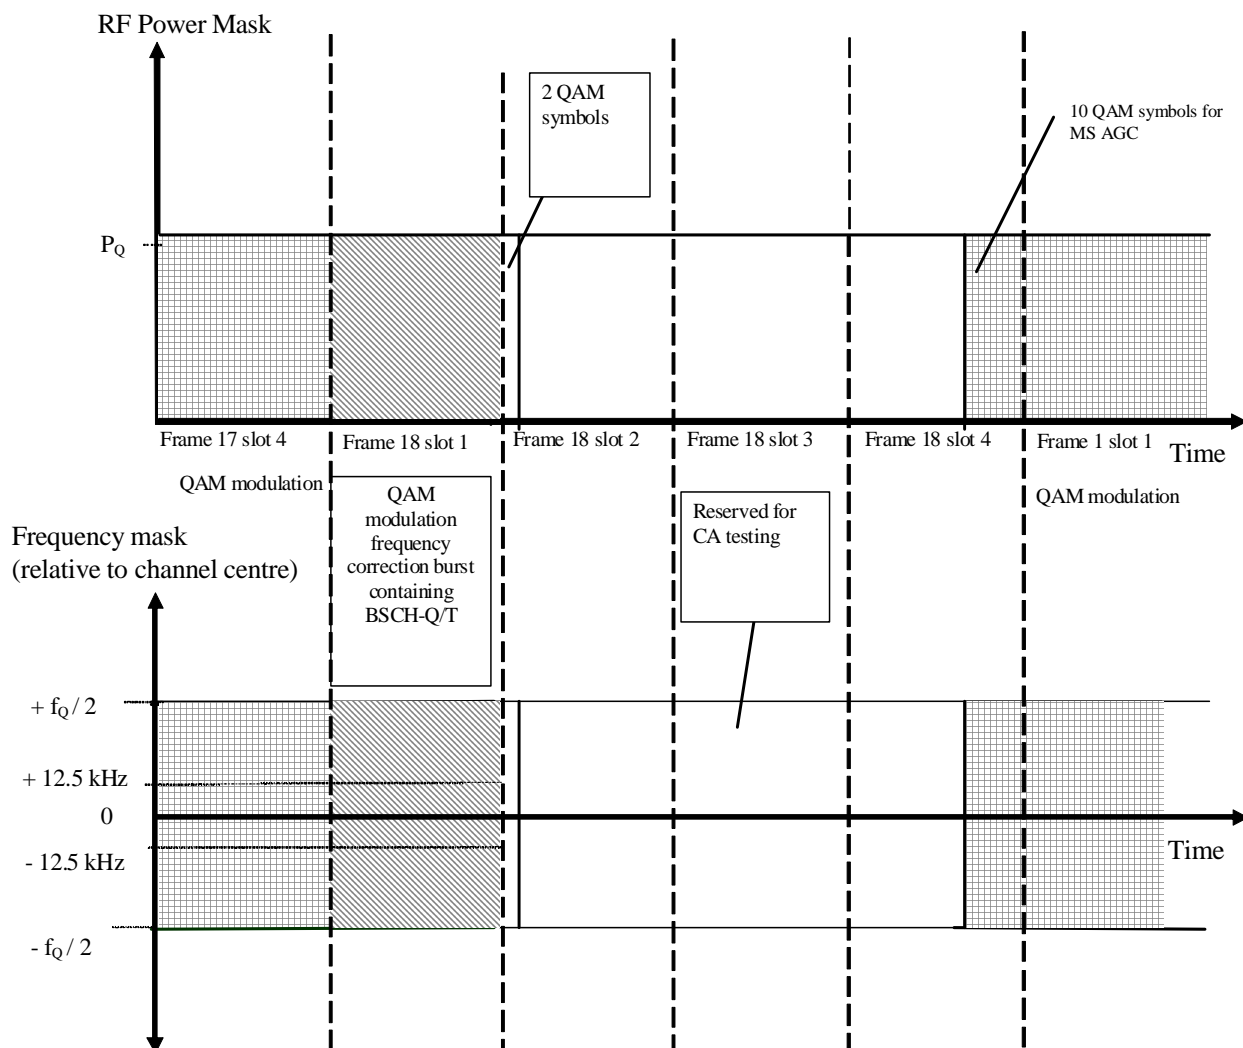 RF Power Mask
2 QAM
symbols
10 QAM symbols for
MS AGC
PQ
Frame 17 slot 4
Frame 18 slot 1
Frame 18 slot 2
Frame 18 slot 3
Frame 18 slot 4
Frame 1 slot 1
Time
QAM modulation
QAM
modulation
frequency
correction burst
containing
BSCH-Q/T
Reserved for
CA testing
QAM modulation
Frequency mask
(relative to channel centre)
+ fQ / 2
+ 12.5 kHz
0
- 12.5 kHz
Time
- fQ / 2